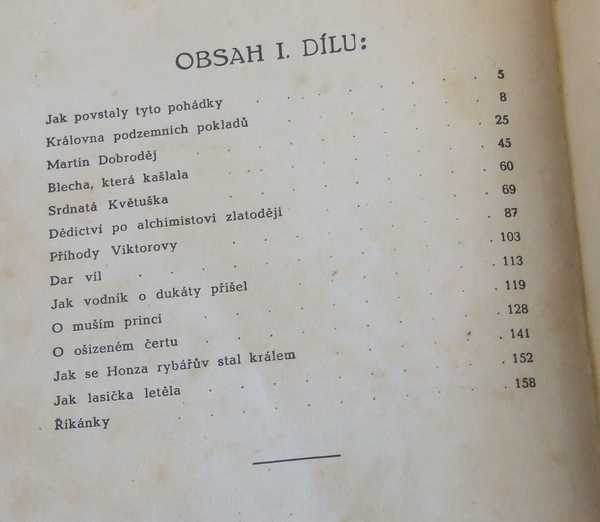 OBSAH I. DÍLU:
Jak povstaly tyto pohádky . . . . . . . . 5
Královna podzemních pokladů . . . . . . . 8
Martin Dobroděj . . . . . . . . 25
Blecha, která kašlala . . . . . . . . 45
Srdnatá Květuška . . . . . . . . 60
Dědictví po alchimistovi zlatoději . . . . . 69
Příhody Viktorovy . . . . . . . 87
Dar víl . . . . . . . . . 103
Jak vodník o dukáty přišel . . . . . . 113
O muším princi . . . . . . . . 119
O ošizeném čertu . . . . . . . . 128
Jak se Honza rybářův stal králem . . . . . 141
Jak lasička letěla . . . . . . . . 152
Říkánky . . . . . . . . 158